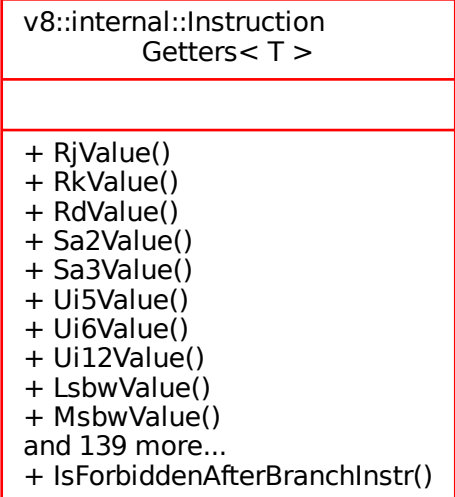 v8::internal::Instruction
Getters< T >
+ RjValue()
+ RkValue()
+ RdValue()
+ Sa2Value()
+ Sa3Value()
+ Ui5Value()
+ Ui6Value()
+ Ui12Value()
+ LsbwValue()
+ MsbwValue()
and 139 more...
+ IsForbiddenAfterBranchInstr()